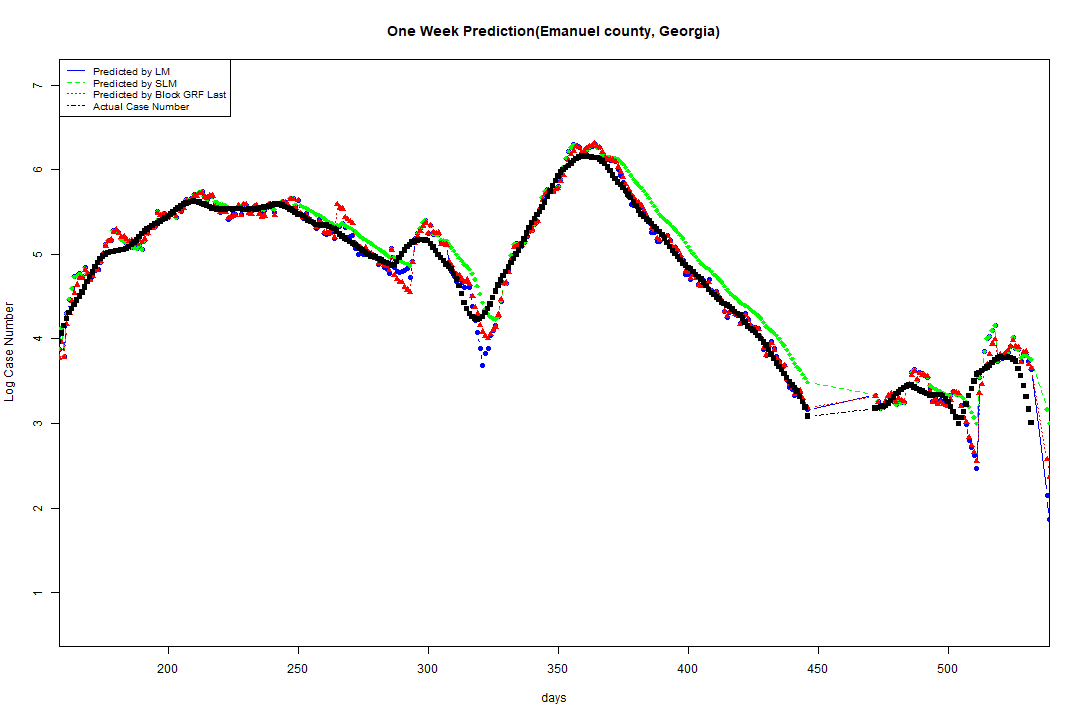 One Week Prediction(Emanuel county, Georgia)
Predicted by LM
Predicted by SLM
Predicted by Block GRF Last
Actual Case Number
7
6
5
4
3
2
1
Log Case Number
200 250 300 350 400 450 500
days